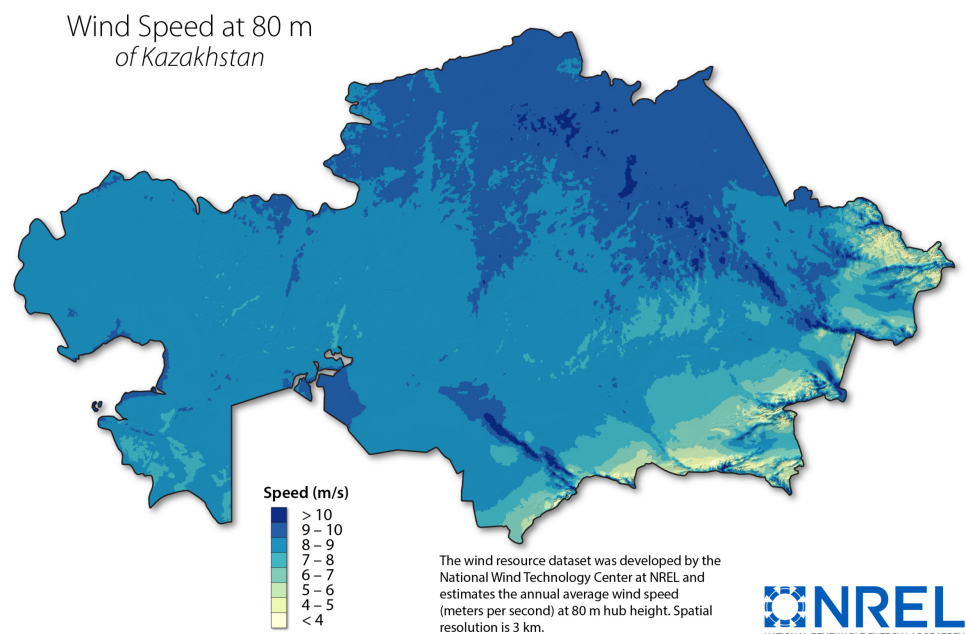 Wind Speed at 80 m
of Kazakhstan
Speed (m/s)
> 10
9 – 10
8 – 9
7 – 8
6 – 7
5 – 6
4 – 5
< 4
The wind resource dataset was developed by the
National Wind Technology Center at NREL and
estimates the annual average wind speed
(meters per second) at 80 m hub height. Spatial
resolution is 3 km.
NREL